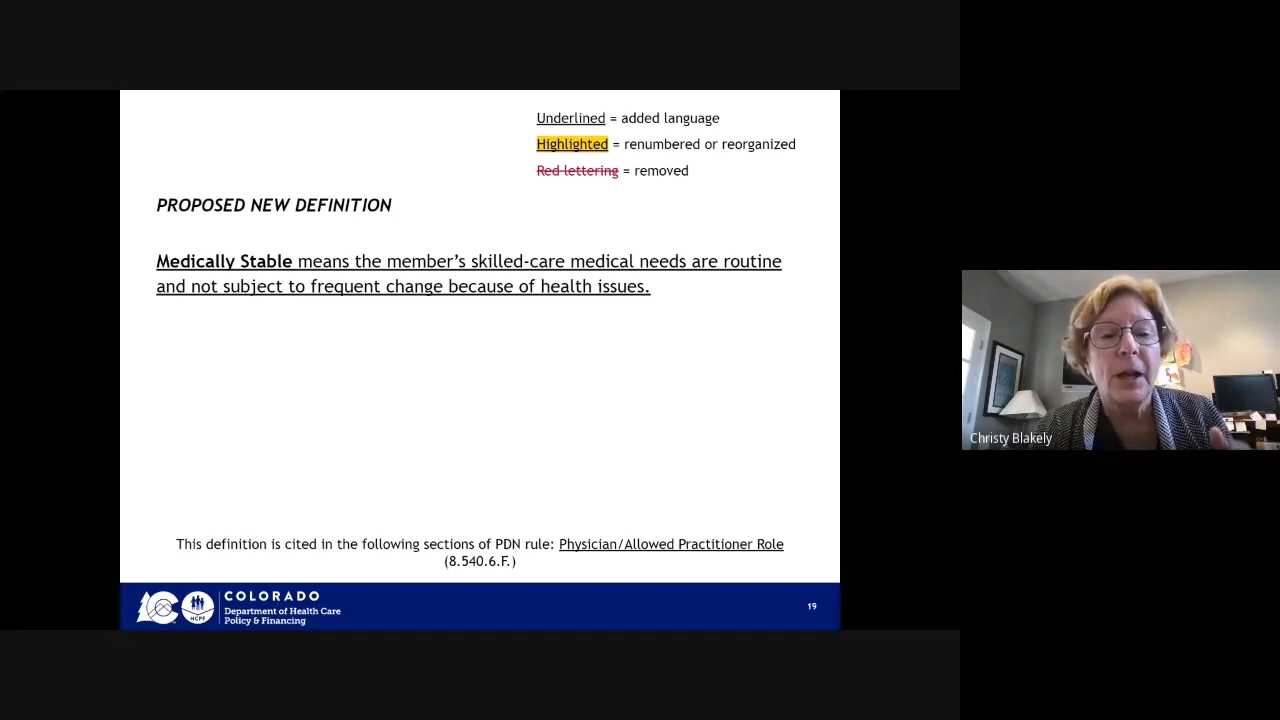 Underlined = added language
Highlighted = renumbered or reorganized
Red lettering = removed
PROPOSED NEW DEFINITION
Medically Stable means the member’s skilled-care medical needs are routine
and not subject to frequent change because of health issues.
This definition is cited in the following sections of PDN rule: Physician/Allowed Practitioner Role
(8.540.6.F.)
HCPF
COLORADO
Department of Health Care
Policy & Financing
19
Christy Blakely